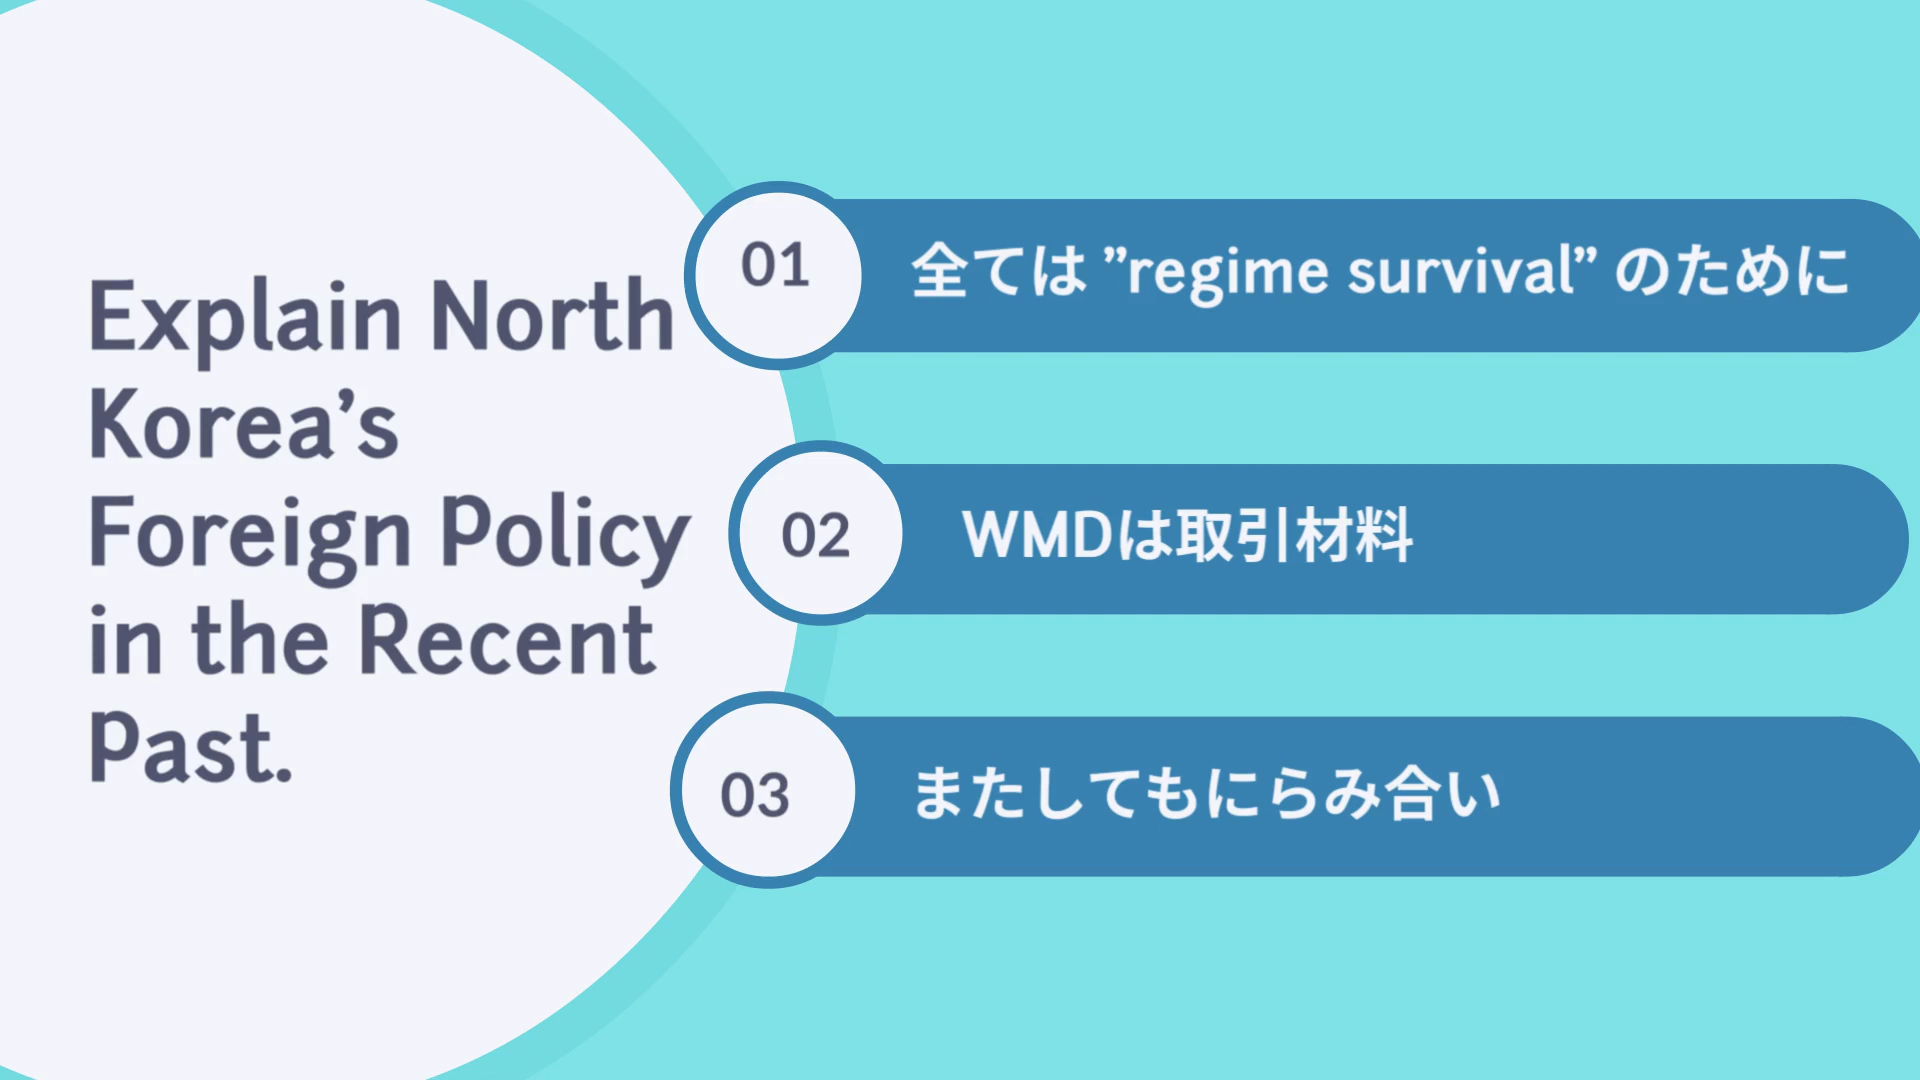 Explain North
Korea’s
Foreign Policy
in the Recent
Past.
01
全ては ”regime survival” のために
02
WMDは取引材料
03
またしてもにらみ合い